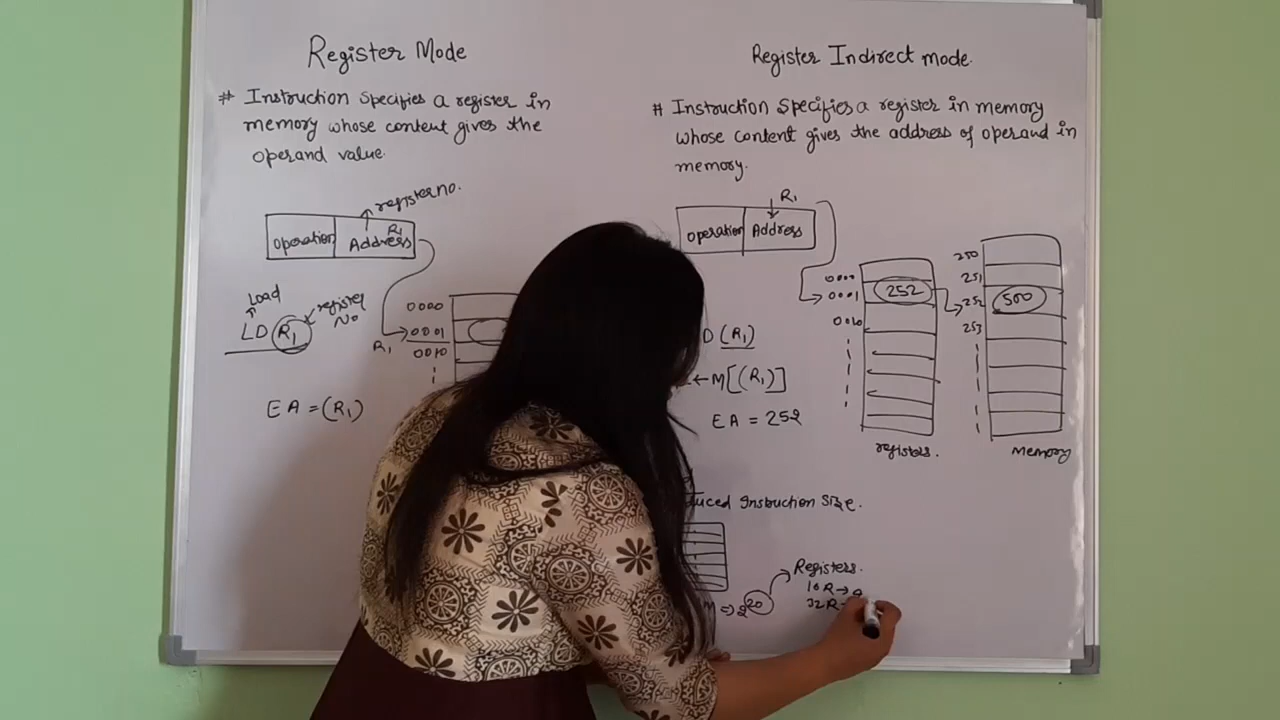 Register Mode
# Instruction specifies a register in
memory whose content gives the
operand value.
register no.
R1
Operation Address
Load
LD R1
register
No
0000
0001
R1
0010
EA = (R1)
Register Indirect mode.
# Instruction specifies a register in memory
whose content gives the address of operand in
memory.
R1
Operation Address
0000
0001
0010
252
250
251
252
253
500
D (R1)
← M[(R1)]
EA = 252
registers.
memory
duced Instruction size.
M ⇒ 2^20
Registers.
16R →
32R